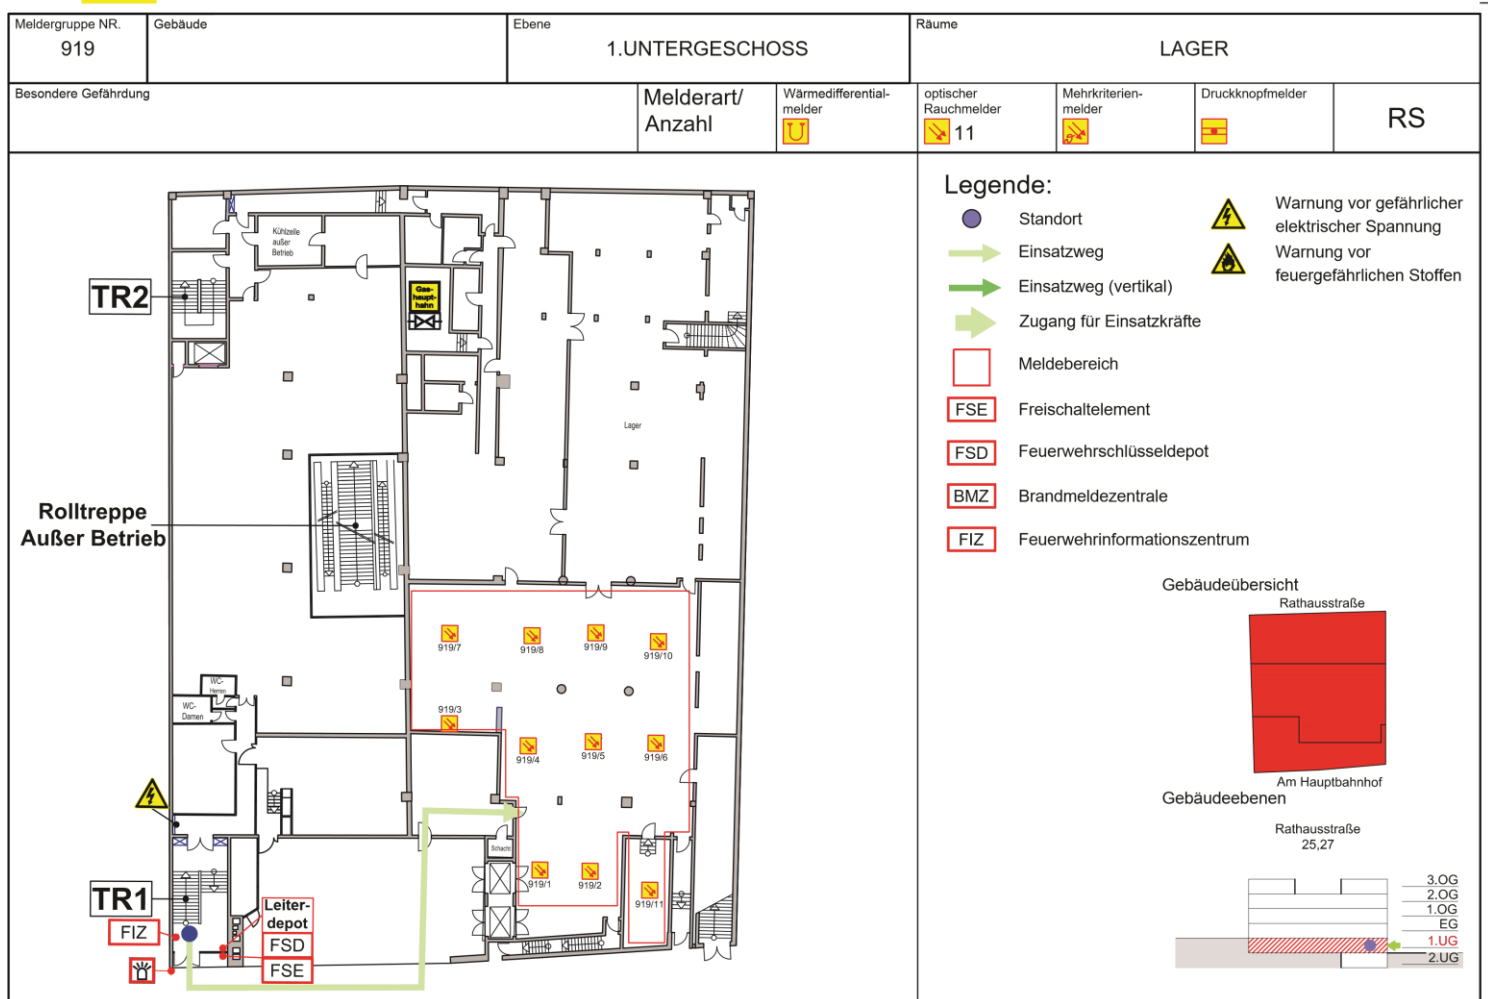 Meldergruppe NR.
919
Gebäude
Ebene
1.UNTERGESCHOSS
Räume
LAGER
Besondere Gefährdung
Melderart/
Anzahl
Wärmedifferential-
melder
optischer
Rauchmelder
11
Mehrkriterien-
melder
Druckknopfmelder
RS
Kühlzelle
außer
Betrieb
TR2
Gas-
haupt-
hahn
Lager
Rolltreppe
Außer Betrieb
919/7
919/8
919/9
919/10
WC-
Herren
WC-
Damen
919/3
919/4
919/5
919/6
Schacht
919/1
919/2
919/11
TR1
Leiter-
depot
FIZ
FSD
FSE
Legende:
Standort
Einsatzweg
Einsatzweg (vertikal)
Zugang für Einsatzkräfte
Meldebereich
FSE Freischaltelement
FSD Feuerwehrschlüsseldepot
BMZ Brandmeldezentrale
FIZ Feuerwehrinformationszentrum
Warnung vor gefährlicher
elektrischer Spannung
Warnung vor
feuergefährlichen Stoffen
Gebäudeübersicht
Rathausstraße
Am Hauptbahnhof
Gebäudeebenen
Rathausstraße
25,27
3.OG
2.OG
1.OG
EG
1.UG
2.UG